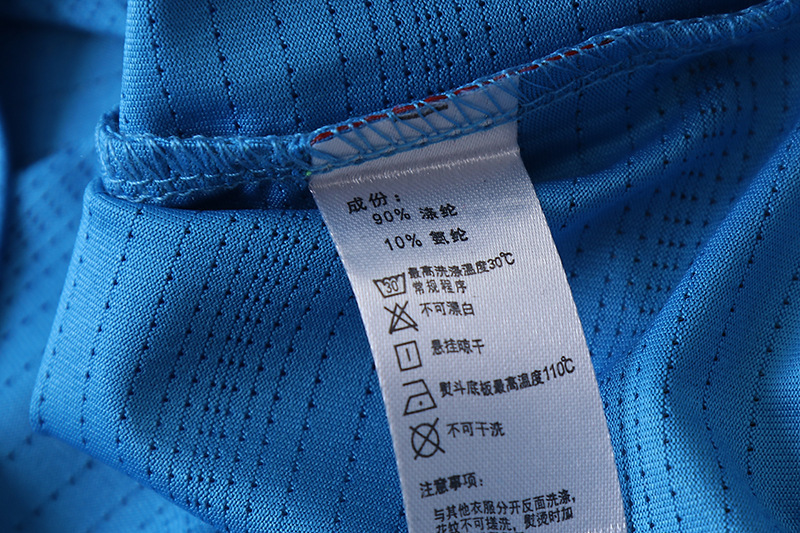 成份:
90% 涤纶
10% 氨纶
最高洗涤温度30℃
30 常规程序
不可漂白
悬挂晾干
熨斗底板最高温度110℃
不可干洗
注意事项:
与其他衣服分开反面洗涤,
花纹不可搓洗,熨烫时加